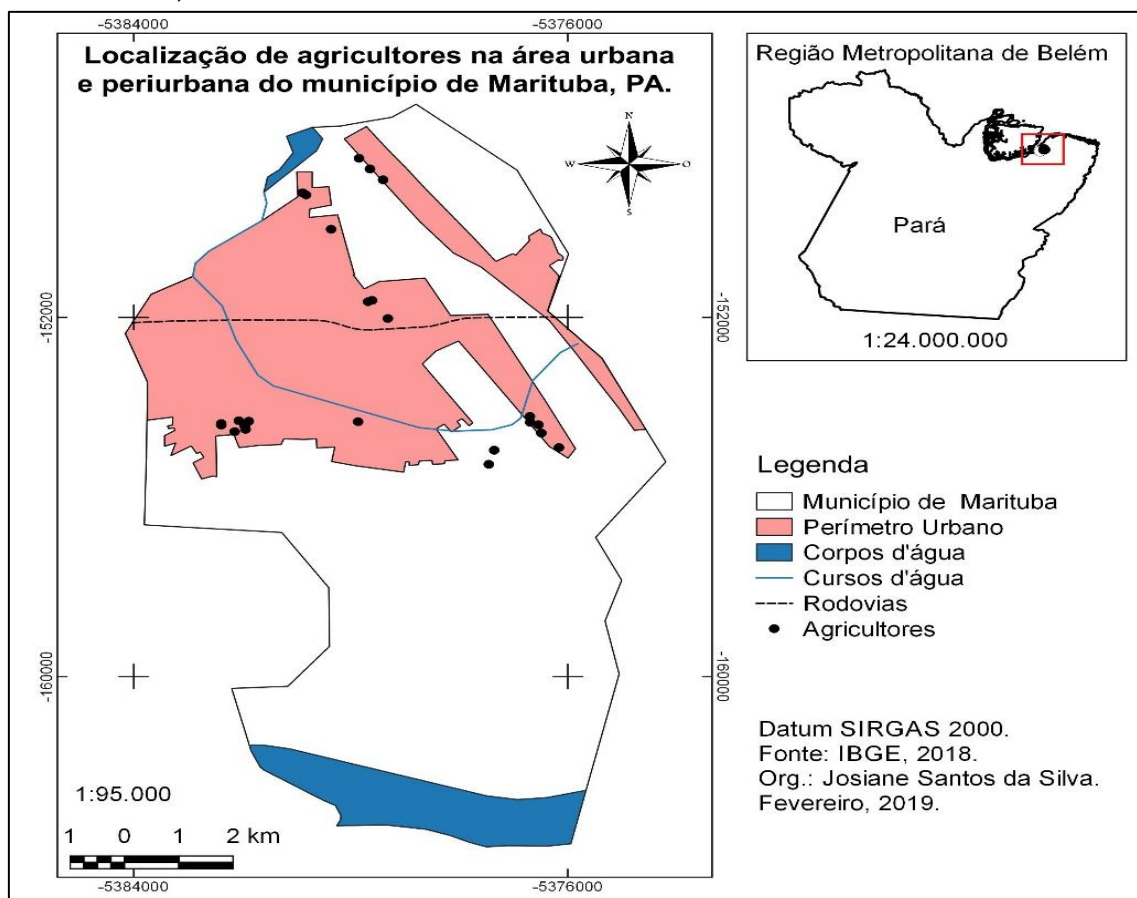 -5384000
-5376000
Localização de agricultores na área urbana
e periurbana do município de Marituba, PA.
N
W
O
S
-152000
-152000
-160000
-160000
1:95.000
1 0 1 2 km
-5384000
-5376000
Região Metropolitana de Belém
Pará
1:24.000.000
Legenda
Município de Marituba
Perímetro Urbano
Corpos d'água
Cursos d'água
Rodovias
Agricultores
Datum SIRGAS 2000.
Fonte: IBGE, 2018.
Org.: Josiane Santos da Silva.
Fevereiro, 2019.